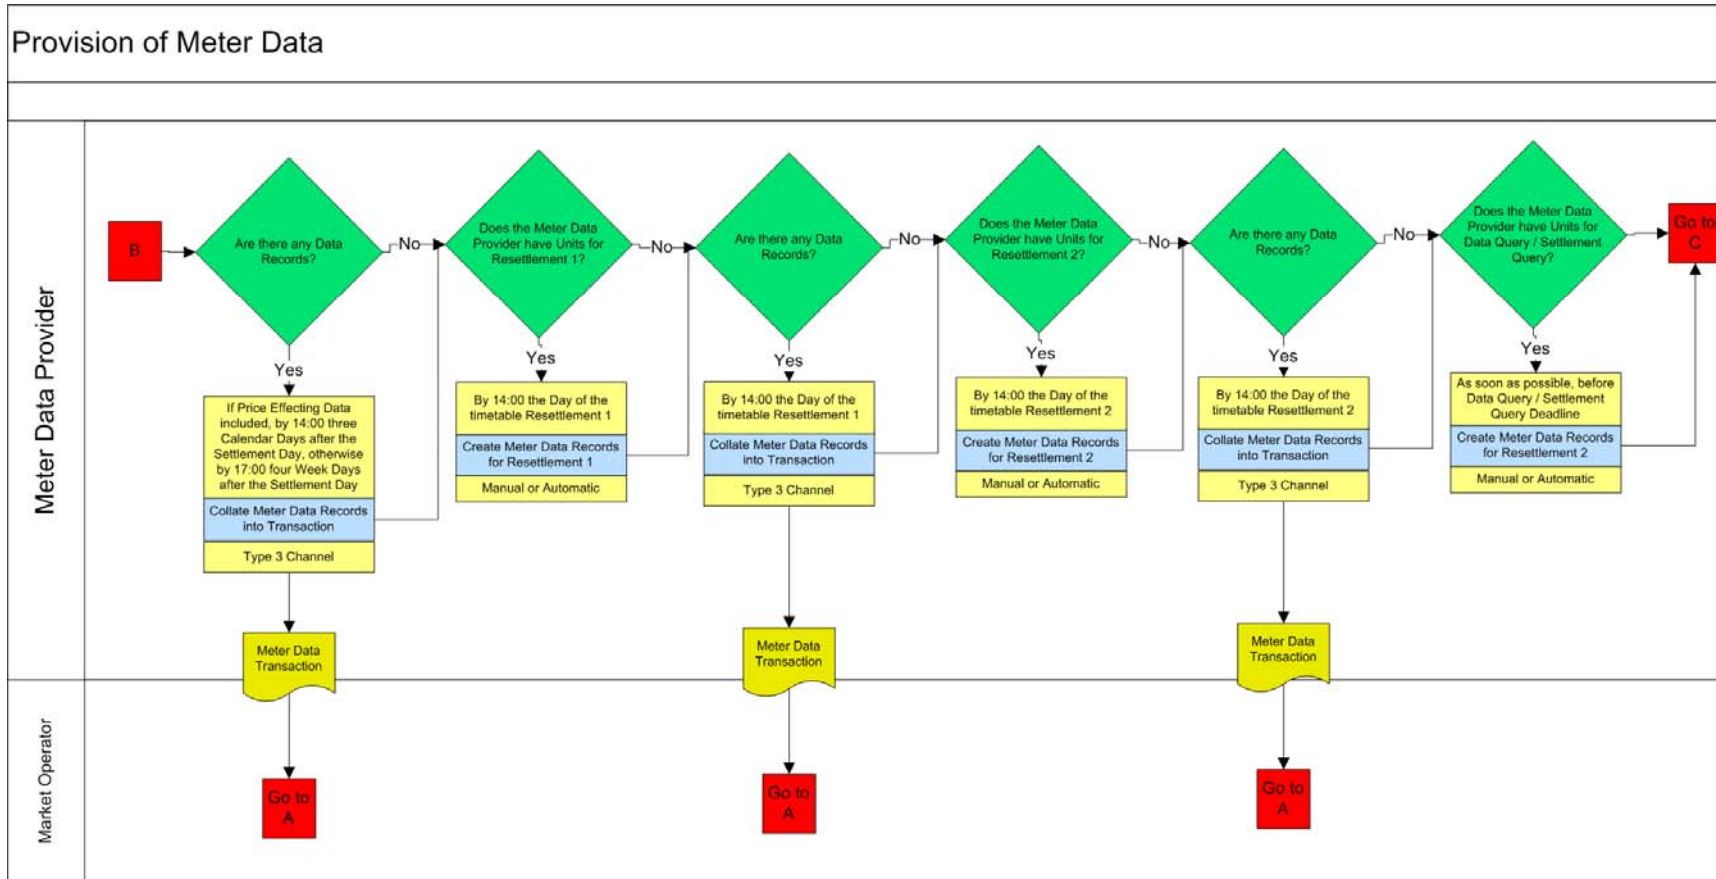 Provision of Meter Data
Meter Data Provider
B
Are there any Data
Records?
No
Yes
If Price Effecting Data
included, by 14:00 three
Calendar Days after the
Settlement Day, otherwise
by 17:00 four Week Days
after the Settlement Day
Collate Meter Data Records
into Transaction
Type 3 Channel
Meter Data
Transaction
Does the Meter Data
Provider have Units for
Resettlement 1?
No
Yes
By 14:00 the Day of the
timetable Resettlement 1
Create Meter Data Records
for Resettlement 1
Manual or Automatic
Are there any Data
Records?
No
Yes
By 14:00 the Day of the
timetable Resettlement 1
Collate Meter Data Records
into Transaction
Type 3 Channel
Meter Data
Transaction
Does the Meter Data
Provider have Units for
Resettlement 2?
No
Yes
By 14:00 the Day of the
timetable Resettlement 2
Create Meter Data Records
for Resettlement 2
Manual or Automatic
Are there any Data
Records?
No
Yes
By 14:00 the Day of the
timetable Resettlement 2
Collate Meter Data Records
into Transaction
Type 3 Channel
Meter Data
Transaction
Does the Meter Data
Provider have Units for
Data Query / Settlement
Query?
Yes
As soon as possible, before
Data Query / Settlement
Query Deadline
Create Meter Data Records
for Resettlement 2
Manual or Automatic
Go to
C
Market Operator
Go to
A
Go to
A
Go to
A